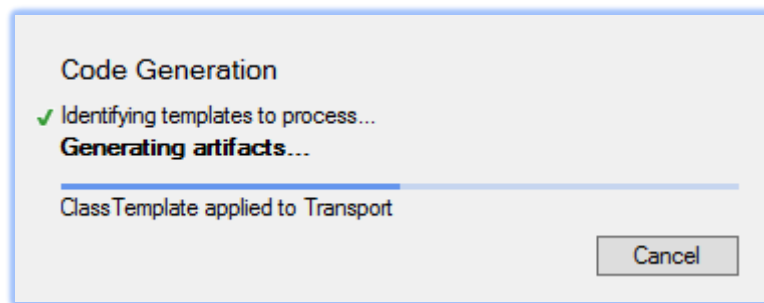 Code Generation
Identifying templates to process...
Generating artifacts...
ClassTemplate applied to Transport
Cancel